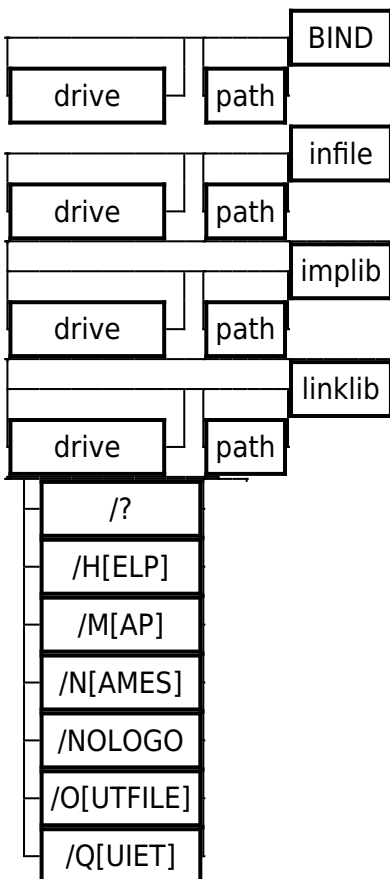 BIND
drive path
infile
drive path
implib
drive path
linklib
drive path
/?
/H[ELP]
/M[AP]
/N[AMES]
/NOLOGO
/O[UTFILE]
/Q[UIET]